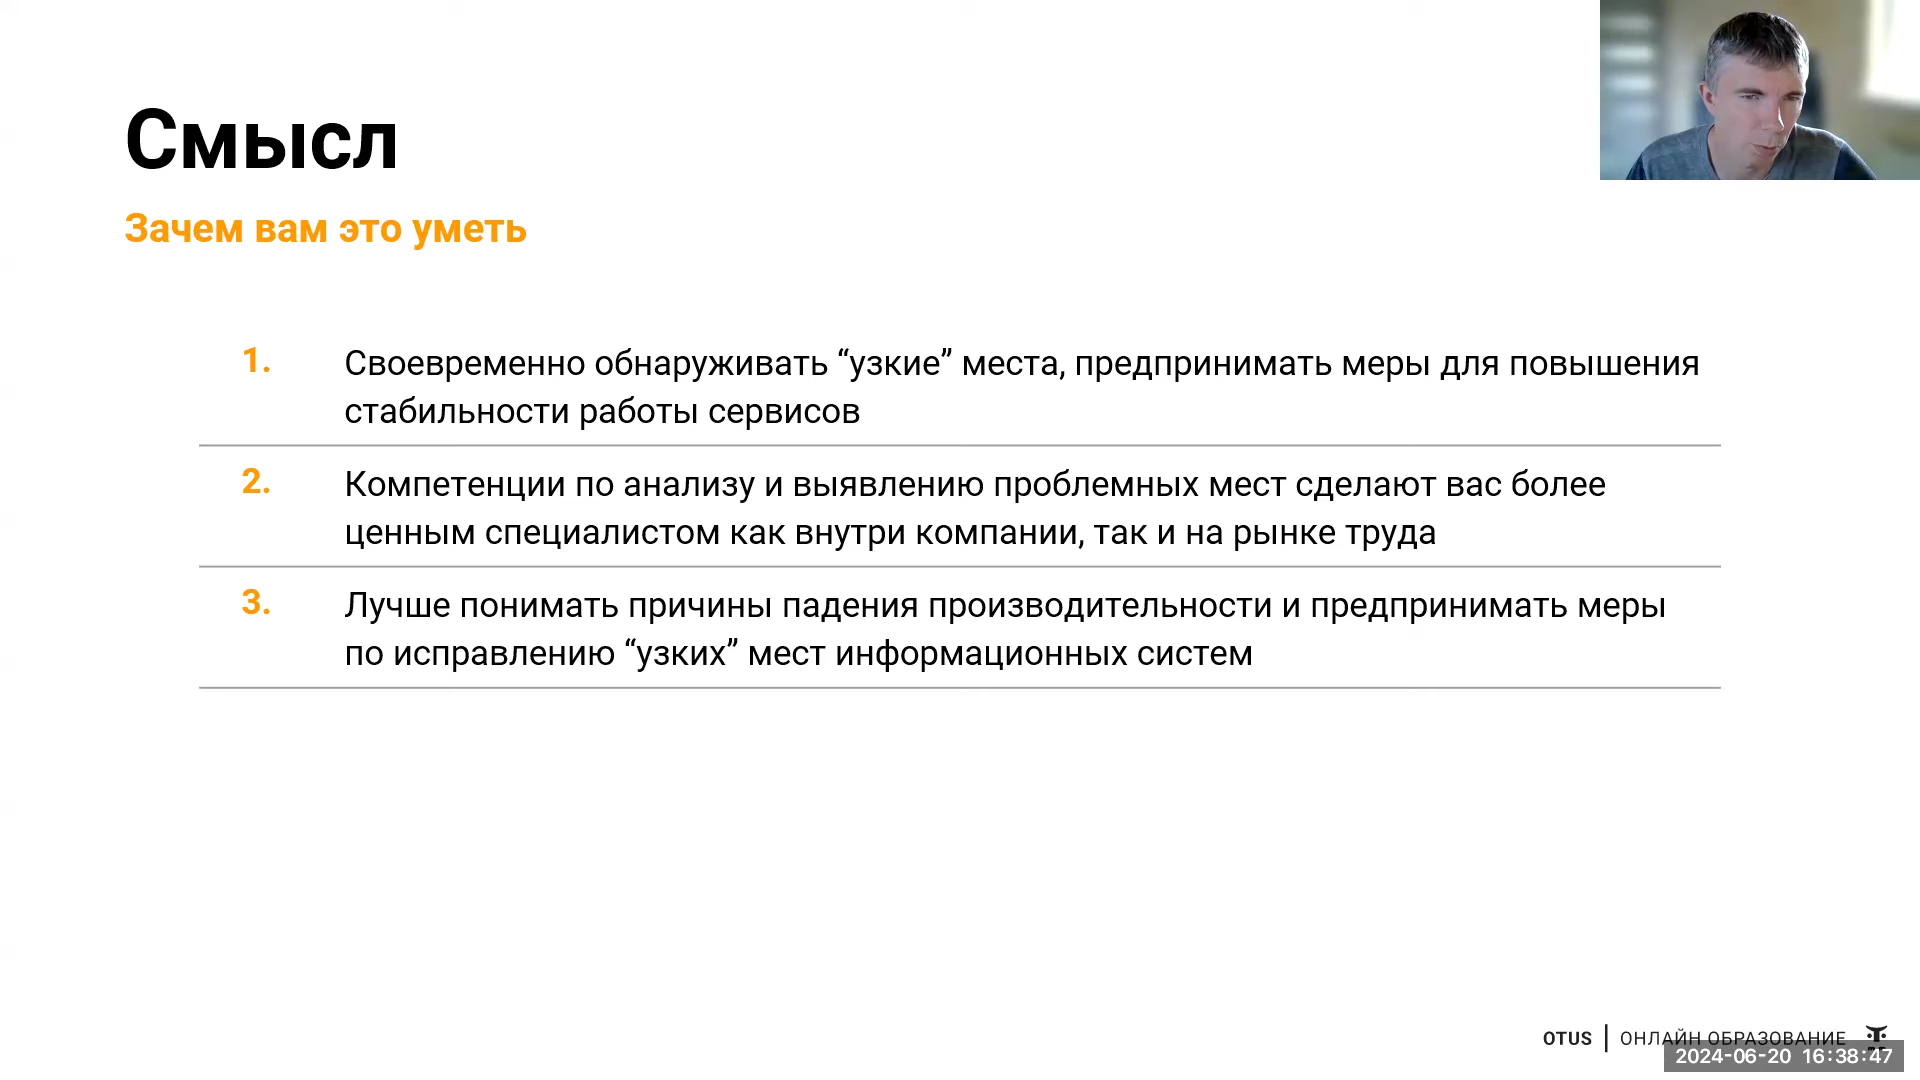 Смысл
Зачем вам это уметь
1. Своевременно обнаруживать “узкие” места, предпринимать меры для повышения
стабильности работы сервисов
2. Компетенции по анализу и выявлению проблемных мест сделают вас более
ценным специалистом как внутри компании, так и на рынке труда
3. Лучше понимать причины падения производительности и предпринимать меры
по исправлению “узких” мест информационных систем
OTUS | ОНЛАЙН ОБРАЗОВАНИЕ
2024-06-20 16:38:47